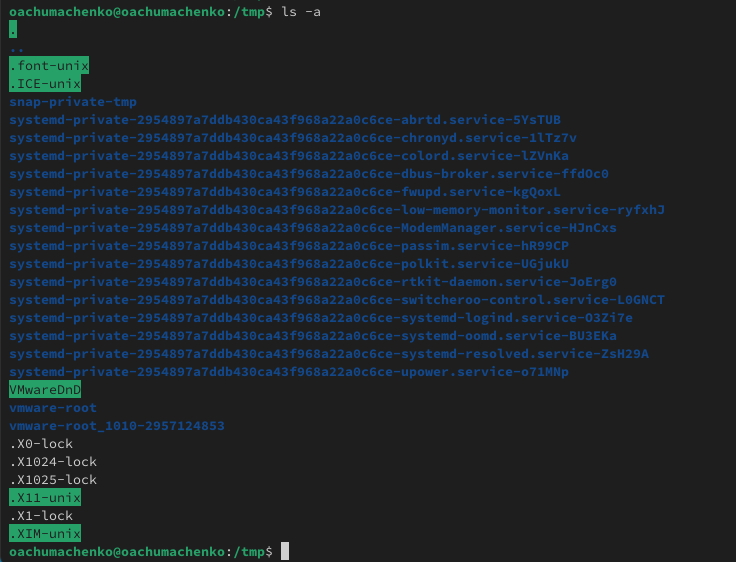 oachumachenko@oachumachenko:/tmp$ ls -a
.
..
.font-unix
.ICE-unix
snap-private-tmp
systemd-private-2954897a7ddb430ca43f968a22a0c6ce-abrtd.service-5YsTUB
systemd-private-2954897a7ddb430ca43f968a22a0c6ce-chronyd.service-1lTz7v
systemd-private-2954897a7ddb430ca43f968a22a0c6ce-colord.service-lZVnKa
systemd-private-2954897a7ddb430ca43f968a22a0c6ce-dbus-broker.service-ffdOc0
systemd-private-2954897a7ddb430ca43f968a22a0c6ce-fwupd.service-kgQoxL
systemd-private-2954897a7ddb430ca43f968a22a0c6ce-low-memory-monitor.service-ryfxhJ
systemd-private-2954897a7ddb430ca43f968a22a0c6ce-ModemManager.service-HJnCxs
systemd-private-2954897a7ddb430ca43f968a22a0c6ce-passim.service-hR99CP
systemd-private-2954897a7ddb430ca43f968a22a0c6ce-polkit.service-UGjukU
systemd-private-2954897a7ddb430ca43f968a22a0c6ce-rtkit-daemon.service-JoErg0
systemd-private-2954897a7ddb430ca43f968a22a0c6ce-switcheroo-control.service-L0GNCT
systemd-private-2954897a7ddb430ca43f968a22a0c6ce-systemd-logind.service-O3Zi7e
systemd-private-2954897a7ddb430ca43f968a22a0c6ce-systemd-oomd.service-BU3EKa
systemd-private-2954897a7ddb430ca43f968a22a0c6ce-systemd-resolved.service-ZsH29A
systemd-private-2954897a7ddb430ca43f968a22a0c6ce-upower.service-o71MNp
VMwareDnD
vmware-root
vmware-root_1010-2957124853
.X0-lock
.X1024-lock
.X1025-lock
.X11-unix
.X1-lock
.XIM-unix
oachumachenko@oachumachenko:/tmp$